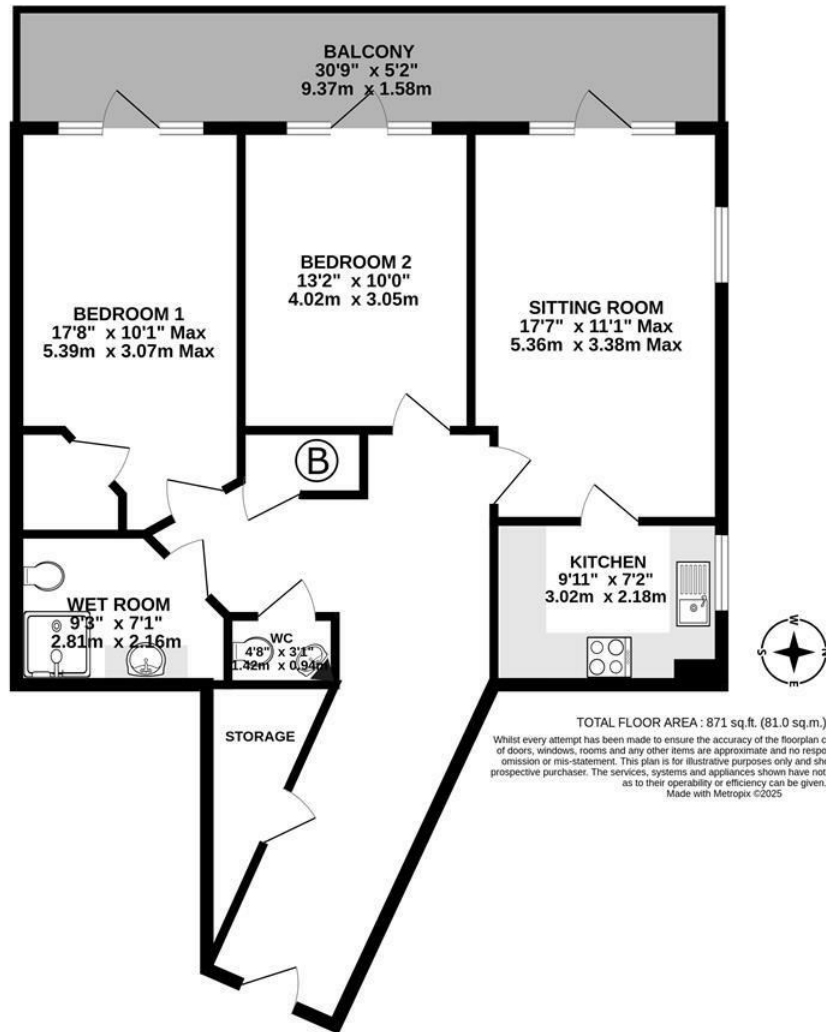 BALCONY
30'9" x 5'2"
9.37m x 1.58m
BEDROOM 2
13'2" x 10'0"
4.02m x 3.05m
BEDROOM 1
17'8" x 10'1" Max
5.39m x 3.07m Max
SITTING ROOM
17'7" x 11'1" Max
5.36m x 3.38m Max
B
KITCHEN
9'11" x 7'2"
3.02m x 2.18m
WET ROOM
9'3" x 7'1"
2.81m x 2.16m
WC
4'8" x 3'1"
1.42m x 0.94m
STORAGE
W
S
N
E
TOTAL FLOOR AREA : 871 sq.ft. (81.0 sq.m.)
Whilst every attempt has been made to ensure the accuracy of the floorplan
of doors, windows, rooms and any other items are approximate and no
omission or mis-statement. This plan is for illustrative purposes only and
prospective purchaser. The services, systems and appliances shown have not
as to their operability or efficiency can be given.
Made with Metropix ©2025